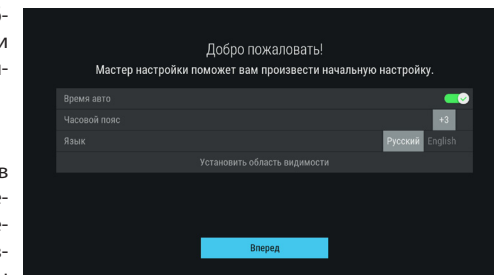 Добро пожаловать!
Мастер настройки поможет вам произвести начальную настройку.
Время авто
Часовой пояс +3
Язык Русский English
Установить область видимости
Вперед